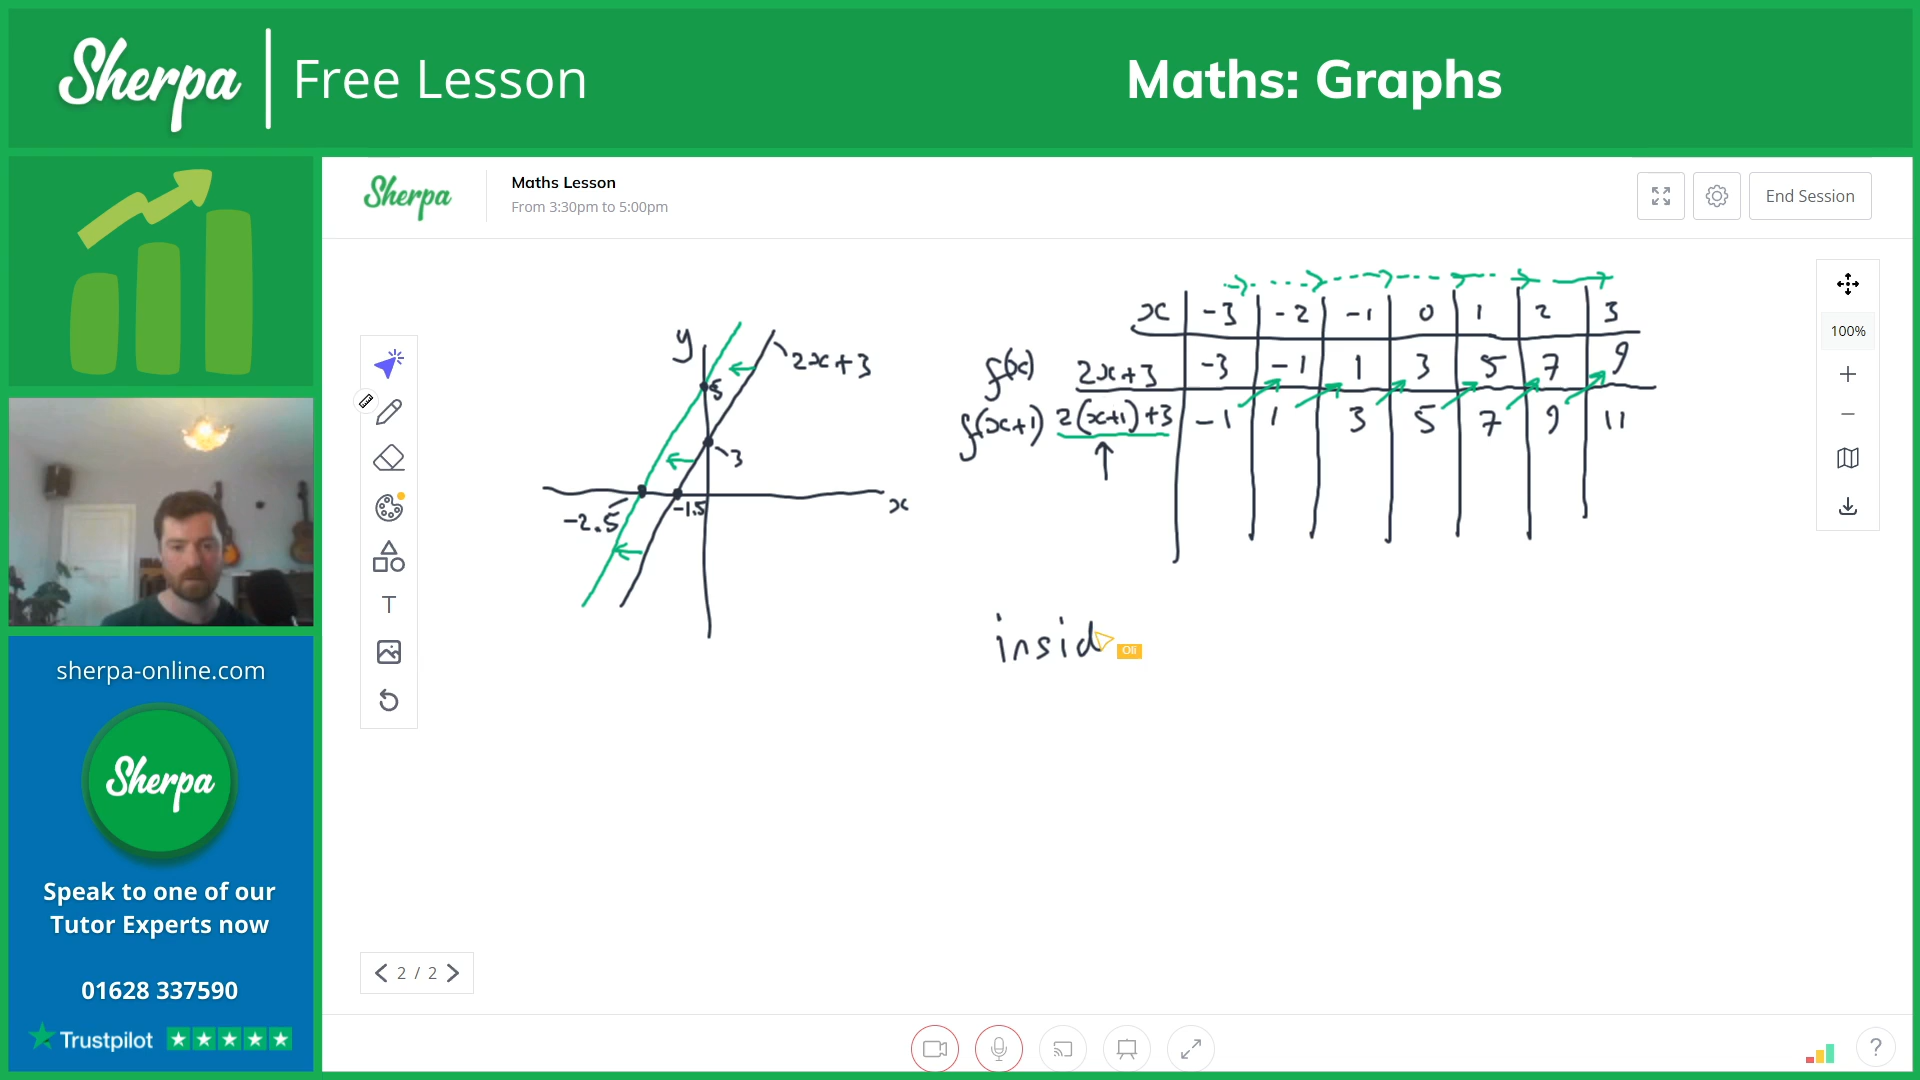 Sherpa Free Lesson
Maths: Graphs
Sherpa
Maths Lesson
From 3:30pm to 5:00pm
End Session
100%
y
x
2x+3
5
3
-1.5
-2.5
x -3 -2 -1 0 1 2 3
f(x) 2x+3 -3 -1 1 3 5 7 9
f(x+1) 2(x+1)+3 -1 1 3 5 7 9 11
insid
Oli
T
2 / 2
sherpa-online.com
Sherpa
Speak to one of our
Tutor Experts now
01628 337590
Trustpilot
?